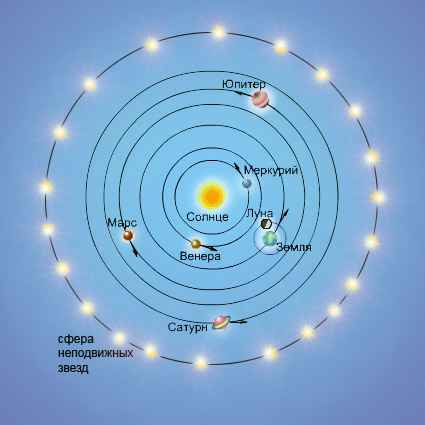 Юпитер
Меркурий
Луна
Солнце
Марс
Земля
Венера
Сатурн
сфера
неподвижных
звезд